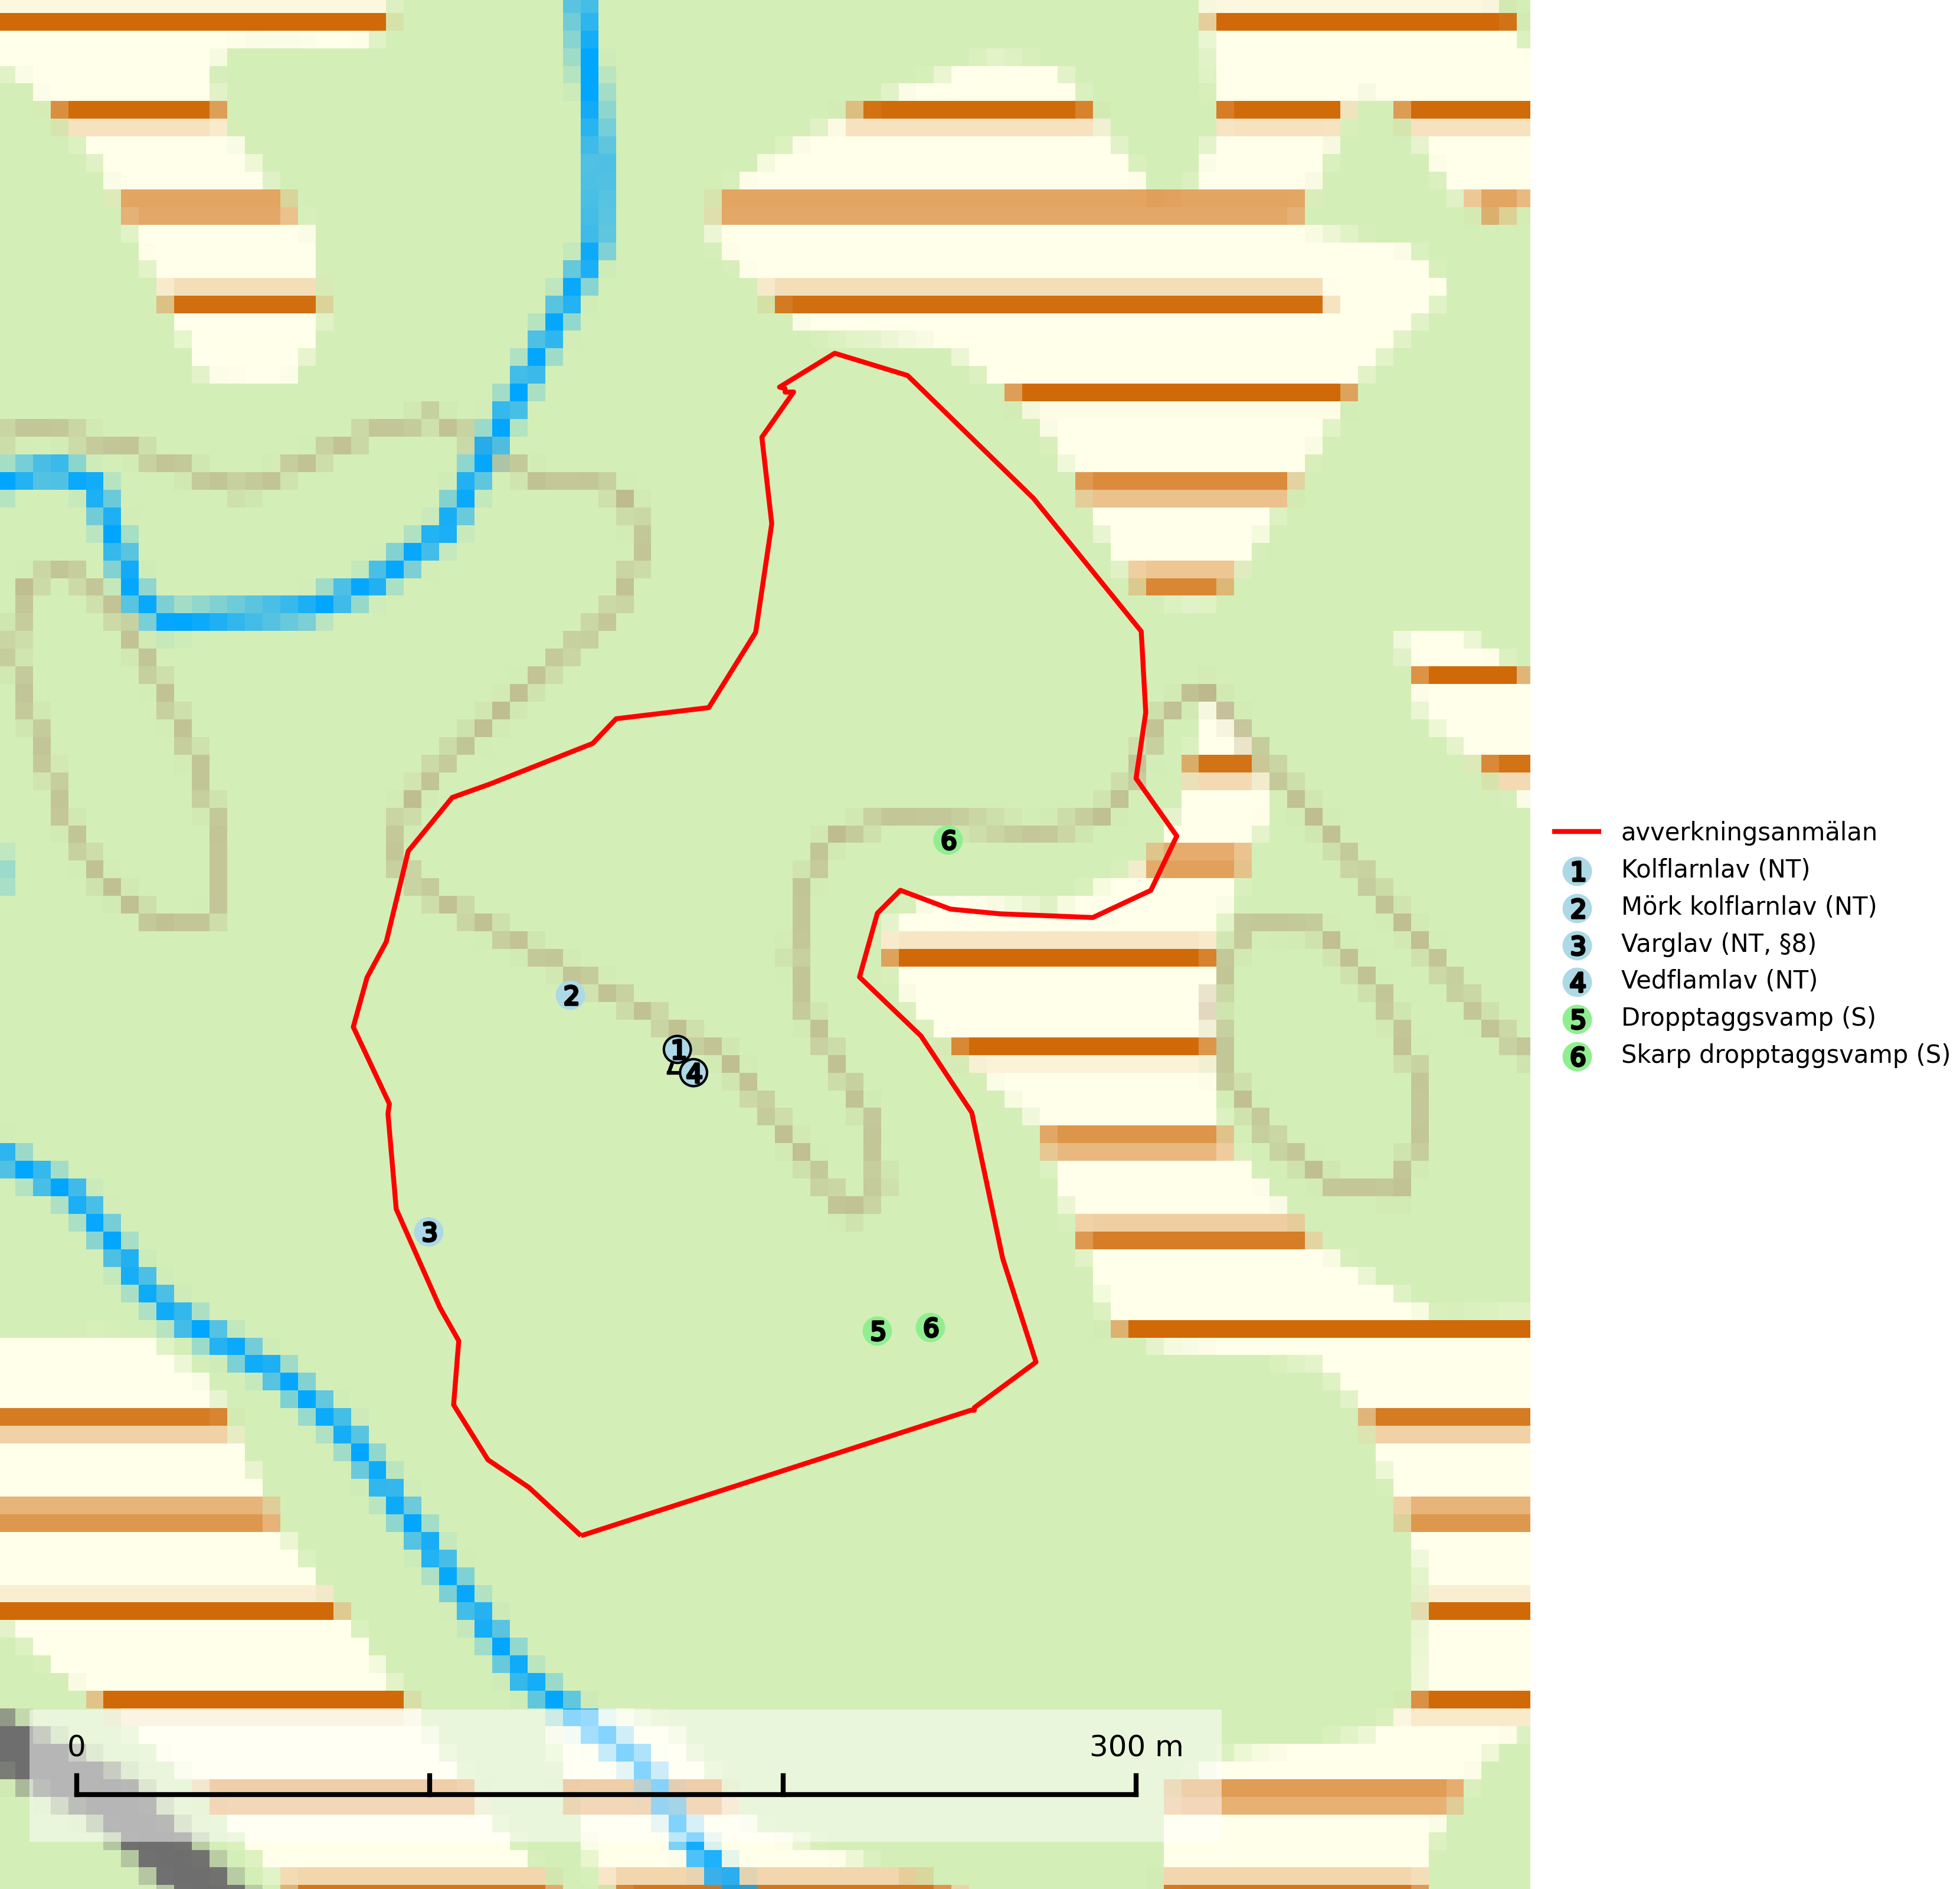 6
2
1
4
3
5
6
0
300 m
avverkningsanmälan
1 Kolflarnlav (NT)
2 Mörk kolflarnlav (NT)
3 Varglav (NT, §8)
4 Vedflamlav (NT)
5 Dropptaggsvamp (S)
6 Skarp dropptaggsvamp (S)